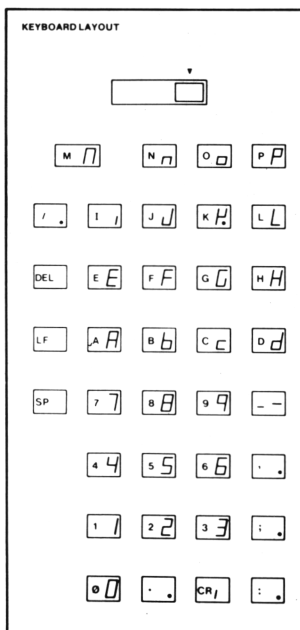 KEYBOARD LAYOUT
M N O P
/ I J K L
DEL E F G H
LF A B C D
SP 7 8 9 –
4 5 6 ,
1 2 3 ;
Ø . CR :